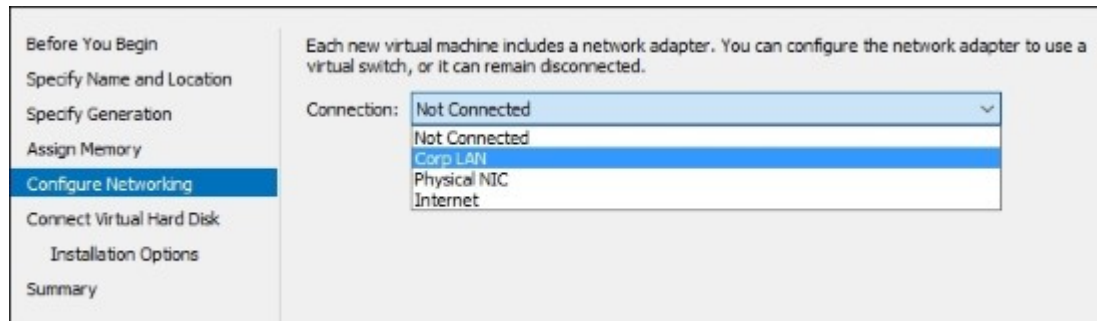 Before You Begin
Specify Name and Location
Specify Generation
Assign Memory
Configure Networking
Connect Virtual Hard Disk
Installation Options
Summary
Each new virtual machine includes a network adapter. You can configure the network adapter to use a
virtual switch, or it can remain disconnected.
Connection: Not Connected
Not Connected
Corp LAN
Physical NIC
Internet